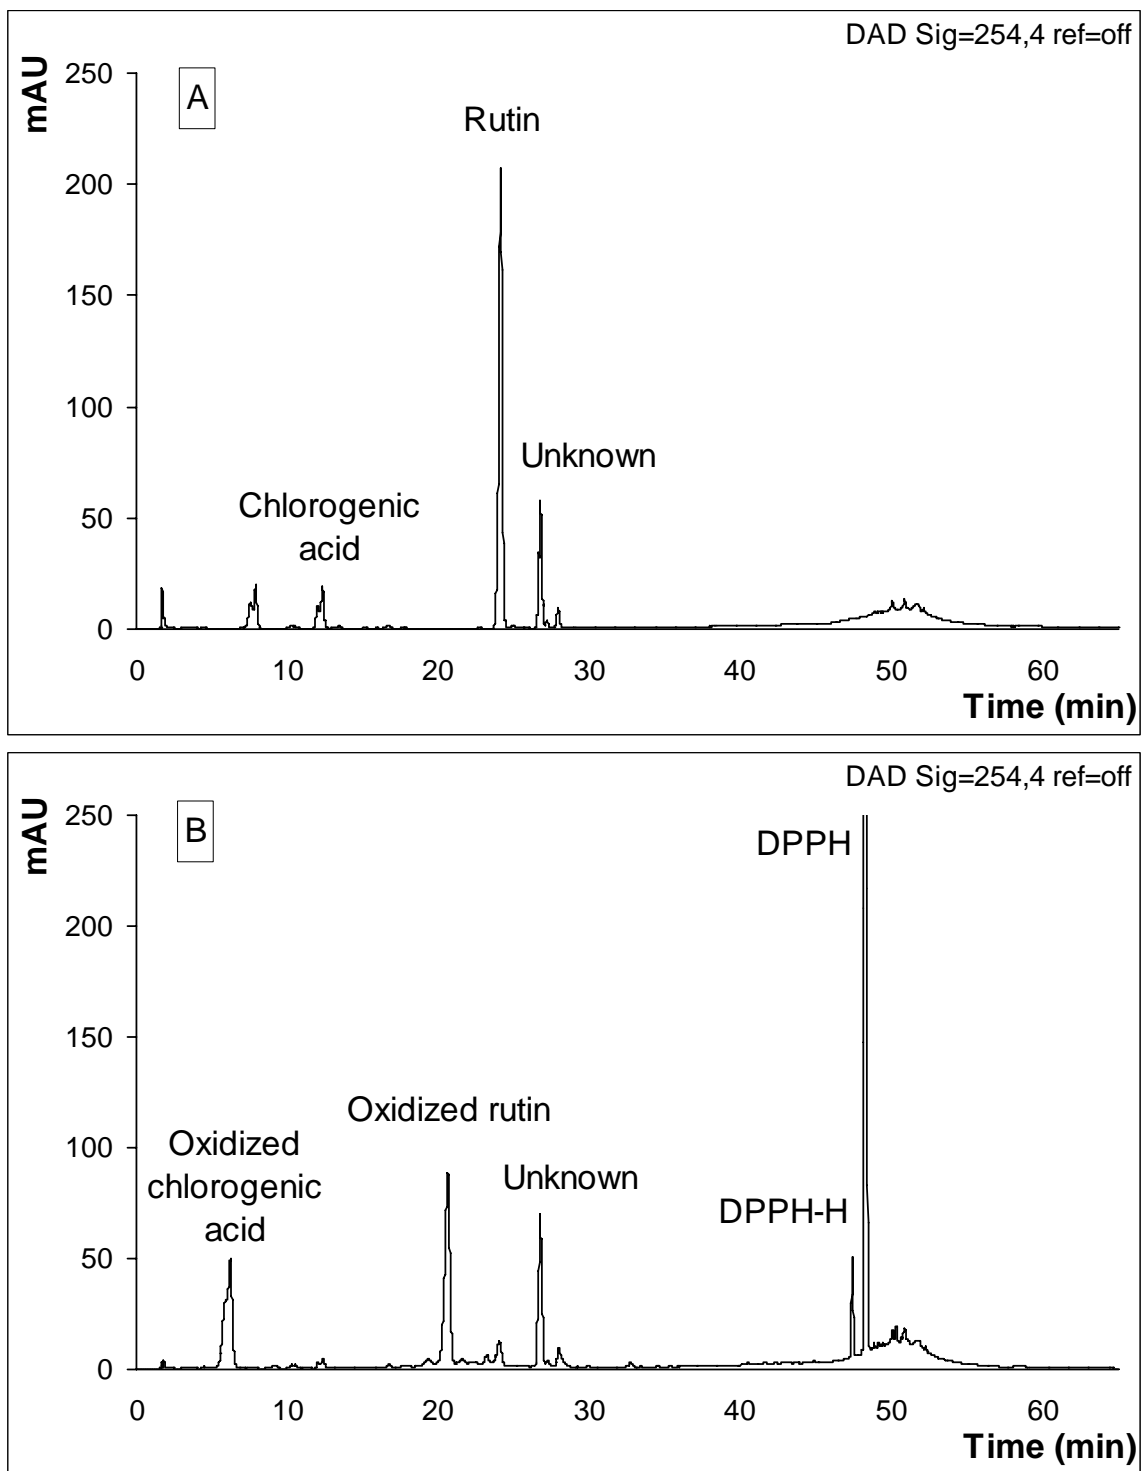 DAD Sig=254,4 ref=off
mAU
250
A
Rutin
200
150
100
Unknown
Chlorogenic
acid
50
0
0 10 20 30 40 50 60
Time (min)
DAD Sig=254,4 ref=off
mAU
250
B
DPPH
200
150
Oxidized rutin
100
Oxidized
chlorogenic
acid
Unknown
DPPH-H
50
0
0 10 20 30 40 50 60
Time (min)